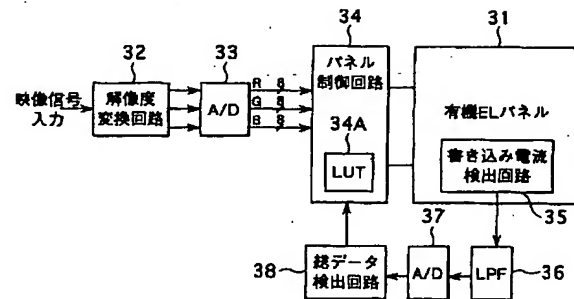 32
33
34
31
映像信号
入力
解像度
変換回路
A/D
R 8
G 8
B 8
パネル
制御回路
34A
LUT
有機ELパネル
書き込み電流
検出回路
35
37
38
総データ
検出回路
A/D
LPF
36